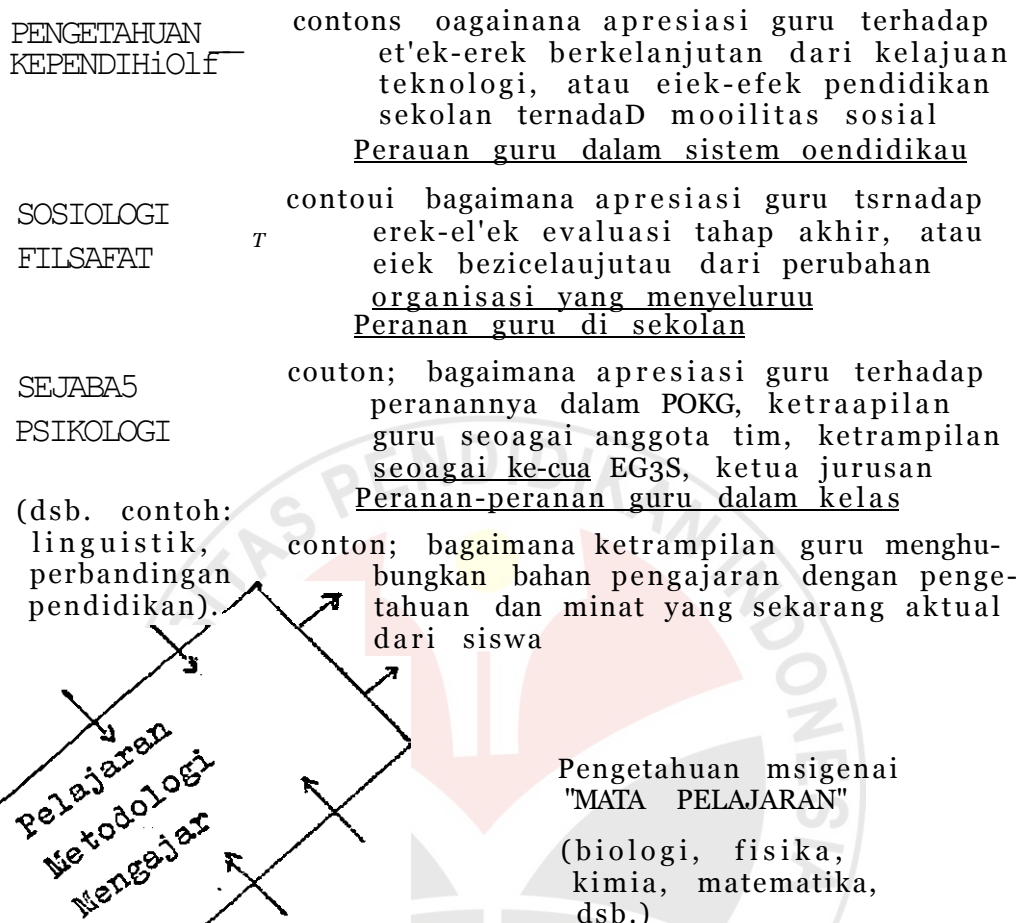 PENGETAHUAN
KEPENDIHiOlf
contons oagainana apresiasi guru terhadap
et'ek-erek berkelanjutan dari kelajuan
teknologi, atau eiek-efek pendidikan
sekolan ternadaD mooilitas sosial
Perauan guru dalam sistem oendidikau
SOSIOLOGI
FILSAFAT
T
contoui bagaimana apresiasi guru tsrnadap
erek-el'ek evaluasi tahap akhir, atau
eiek bezicelaujutau dari perubahan
organisasi yang menyeluruu
Peranan guru di sekolan
SEJABA5
PSIKOLOGI
couton; bagaimana apresiasi guru terhadap
peranannya dalam POKG, ketraapilan
guru seoagai anggota tim, ketrampilan
seoagai ke-cua EG3S, ketua jurusan
Peranan-peranan guru dalam kelas
(dsb. contoh:
linguistik,
perbandingan
pendidikan).
conton; bagaimana ketrampilan guru menghu-
bungkan bahan pengajaran dengan penge-
tahuan dan minat yang sekarang aktual
dari siswa
Pelajaran
Metodologi
Mengajar
Pengetahuan msigenai
"MATA PELAJARAN"
(biologi, fisika,
kimia, matematika,
dsb.)
ITAS PENDIDIKAN INDONESIA